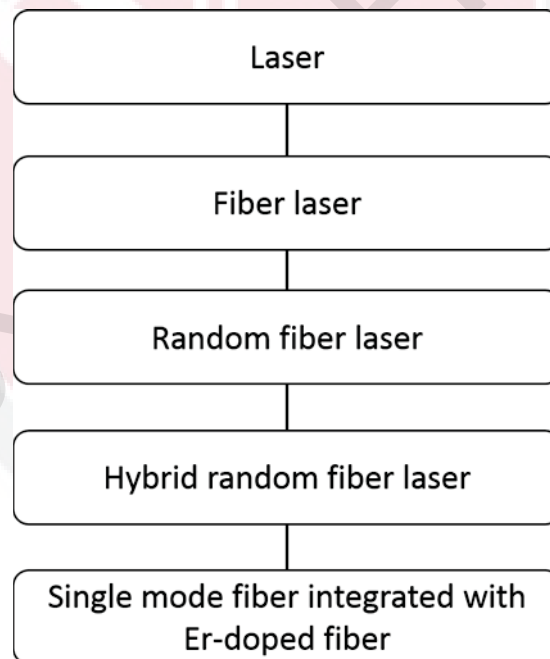 Laser
Fiber laser
Random fiber laser
Hybrid random fiber laser
Single mode fiber integrated with
Er-doped fiber